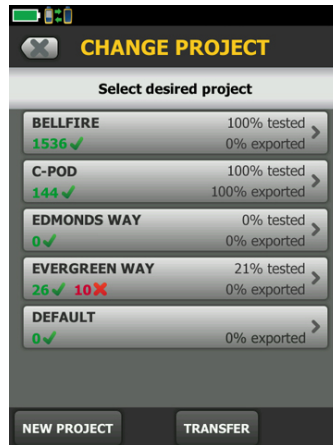 CHANGE PROJECT
Select desired project
BELLFIRE 100% tested
1536 0% exported
C-POD 100% tested
144 100% exported
EDMONDS WAY 0% tested
0 0% exported
EVERGREEN WAY 21% tested
26 10 0% exported
DEFAULT
0 0% exported
NEW PROJECT TRANSFER